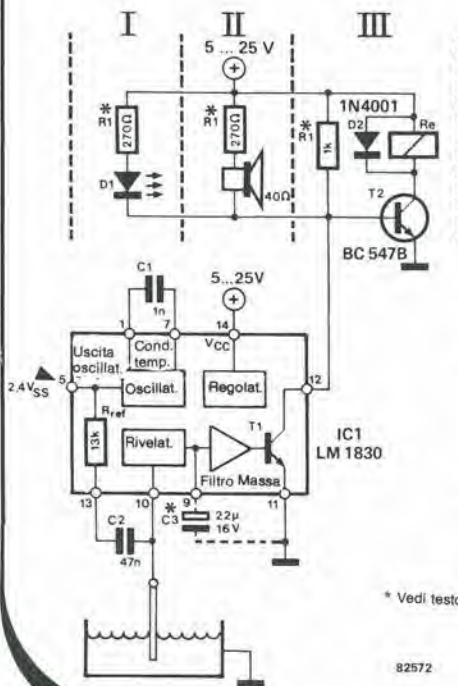 I II III
5 ... 25 V
+
* R1 270Ω
D1
* R1 270Ω
40Ω
* R1 1k
1N4001
D2
Re
T2
BC 547B
C1
1n
5...25V
+
1 7 14
Uscita oscillat.
Cond. temp.
VCC
12
2,4VSS
5
Oscillat.
Regolat.
Rref
13k
Rivelat.
T1
IC1
LM 1830
Filtro Massa
13 10 9 11
C2
47n
* C3
22µ
16V
* Vedi testo
82572